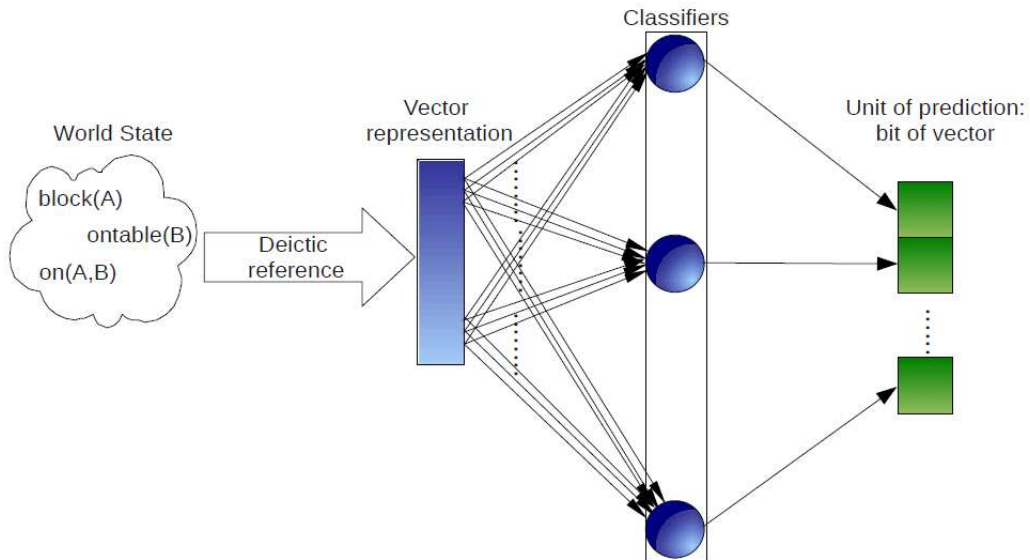 Classifiers
Vector
representation
Unit of prediction:
bit of vector
World State
block(A)
ontable(B)
on(A,B)
Deictic
reference